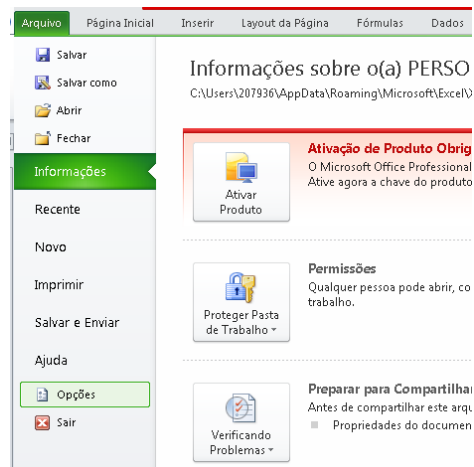 Arquivo Página Inicial Inserir Layout da Página Fórmulas Dados
Salvar
Salvar como
Abrir
Fechar
Informações
Recente
Novo
Imprimir
Salvar e Enviar
Ajuda
Opções
Sair
Informações sobre o(a) PERSO
C:\Users\207936\AppData\Roaming\Microsoft\Excel\X
Ativar
Produto
Ativação de Produto Obrig
O Microsoft Office Professional
Ative agora a chave do produto
Proteger Pasta
de Trabalho
Permissões
Qualquer pessoa pode abrir, co
trabalho.
Verificando
Problemas
Preparar para Compartilhar
Antes de compartilhar este arqu
Propriedades do documen